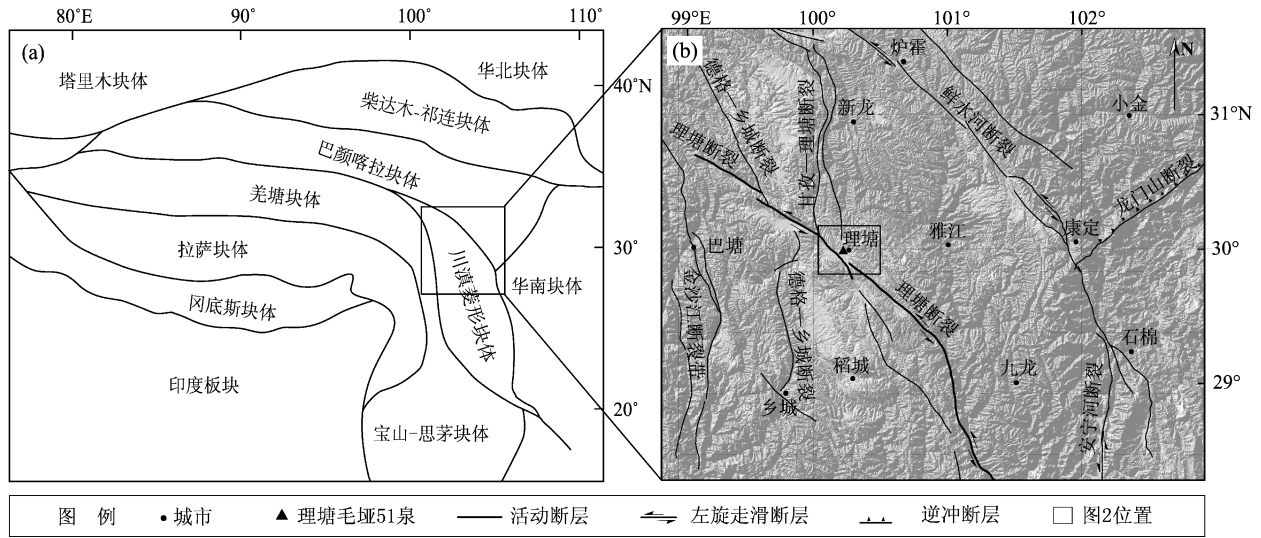 80°E 90° 100° 110°
(a)
塔里木块体
华北块体
40°N
柴达木-祁连块体
巴颜喀拉块体
羌塘块体
拉萨块体
30°
川滇菱形块体
华南块体
冈底斯块体
印度板块
20°
宝山-思茅块体
99°E 100° 101° 102°
(b)
N
炉霍
德格—乡城断裂
甘孜—理塘断裂
新龙
鲜水河断裂
小金
31°N
理塘断裂
龙门山断裂
巴塘
理塘
雅江
康定
30°
金沙江断裂带
德格—乡城断裂
理塘断裂
石棉
稻城
九龙
29°
乡城
安宁河断裂
图 例 城市 理塘毛垭51泉 活动断层 左旋走滑断层 逆冲断层 图2位置